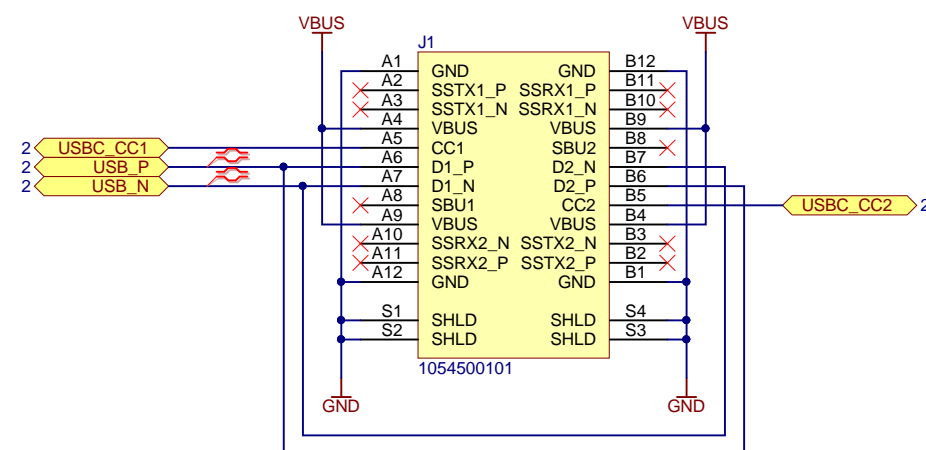 VBUS VBUS
J1
A1 GND GND B12
A2 SSTX1_P SSRX1_P B11
A3 SSTX1_N SSRX1_N B10
A4 VBUS VBUS B9
2 USBC_CC1 A5 CC1 SBU2 B8
2 USB_P A6 D1_P D2_N B7
2 USB_N A7 D1_N D2_P B6
A8 SBU1 CC2 B5 USBC_CC2 2
A9 VBUS VBUS B4
A10 SSRX2_N SSTX2_N B3
A11 SSRX2_P SSTX2_P B2
A12 GND GND B1
S1 SHLD SHLD S4
S2 SHLD SHLD S3
1054500101
GND GND